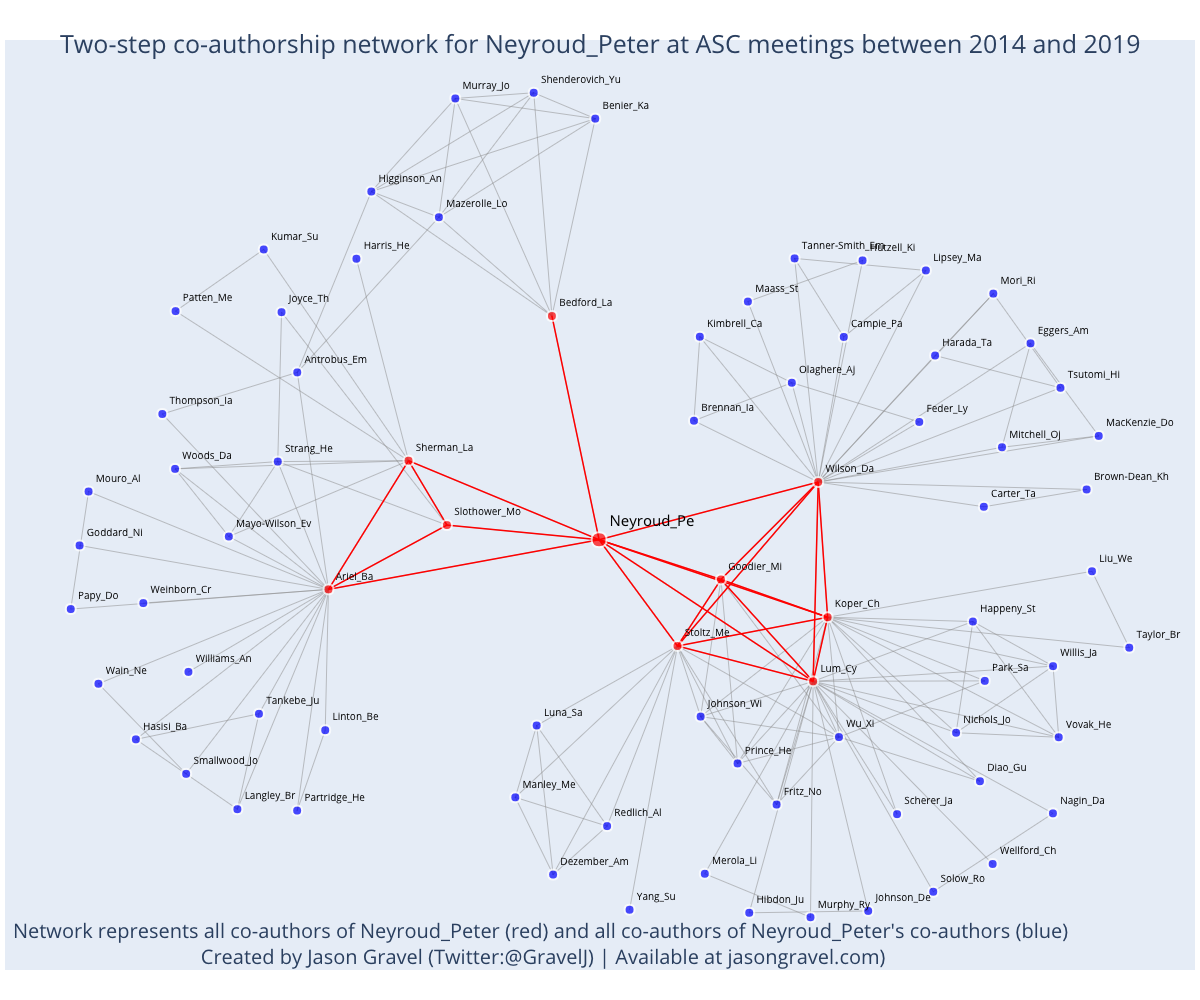 Two-step co-authorship network for Neyroud_Peter at ASC meetings between 2014 and 2019
Murray_Jo
Shenderovich_Yu
Benier_Ka
Higginson_An
Mazerolle_Lo
Kumar_Su
Harris_He
Tanner-Smith_Em
Hutzell_Ki
Lipsey_Ma
Mori_Ri
Patten_Me
Joyce_Th
Bedford_La
Maass_St
Kimbrell_Ca
Campie_Pa
Eggers_Am
Harada_Ta
Antrobus_Em
Olaghere_Aj
Tsutomi_Hi
Thompson_Ia
Brennan_Ia
Feder_Ly
MacKenzie_Do
Mitchell_Oj
Woods_Da
Strang_He
Sherman_La
Wilson_Da
Mouro_Al
Brown-Dean_Kh
Carter_Ta
Slothower_Mo
Mayo-Wilson_Ev
Neyroud_Pe
Goddard_Ni
Liu_We
Ariel_Ba
Goodier_Mi
Weinborn_Cr
Papy_Do
Koper_Ch
Happeny_St
Taylor_Br
Stoltz_Me
Williams_An
Wain_Ne
Lum_Cy
Park_Sa
Willis_Ja
Tankebe_Ju
Linton_Be
Johnson_Wi
Luna_Sa
Hasisi_Ba
Wu_Xi
Nichols_Jo
Vovak_He
Smallwood_Jo
Prince_He
Diao_Gu
Langley_Br
Partridge_He
Manley_Me
Fritz_No
Scherer_Ja
Nagin_Da
Redlich_Al
Dezember_Am
Merola_Li
Wellford_Ch
Solow_Ro
Yang_Su
Hibdon_Ju
Murphy_Ry
Johnson_De
Network represents all co-authors of Neyroud_Peter (red) and all co-authors of Neyroud_Peter's co-authors (blue)
Created by Jason Gravel (Twitter:@GravelJ) | Available at jasongravel.com)